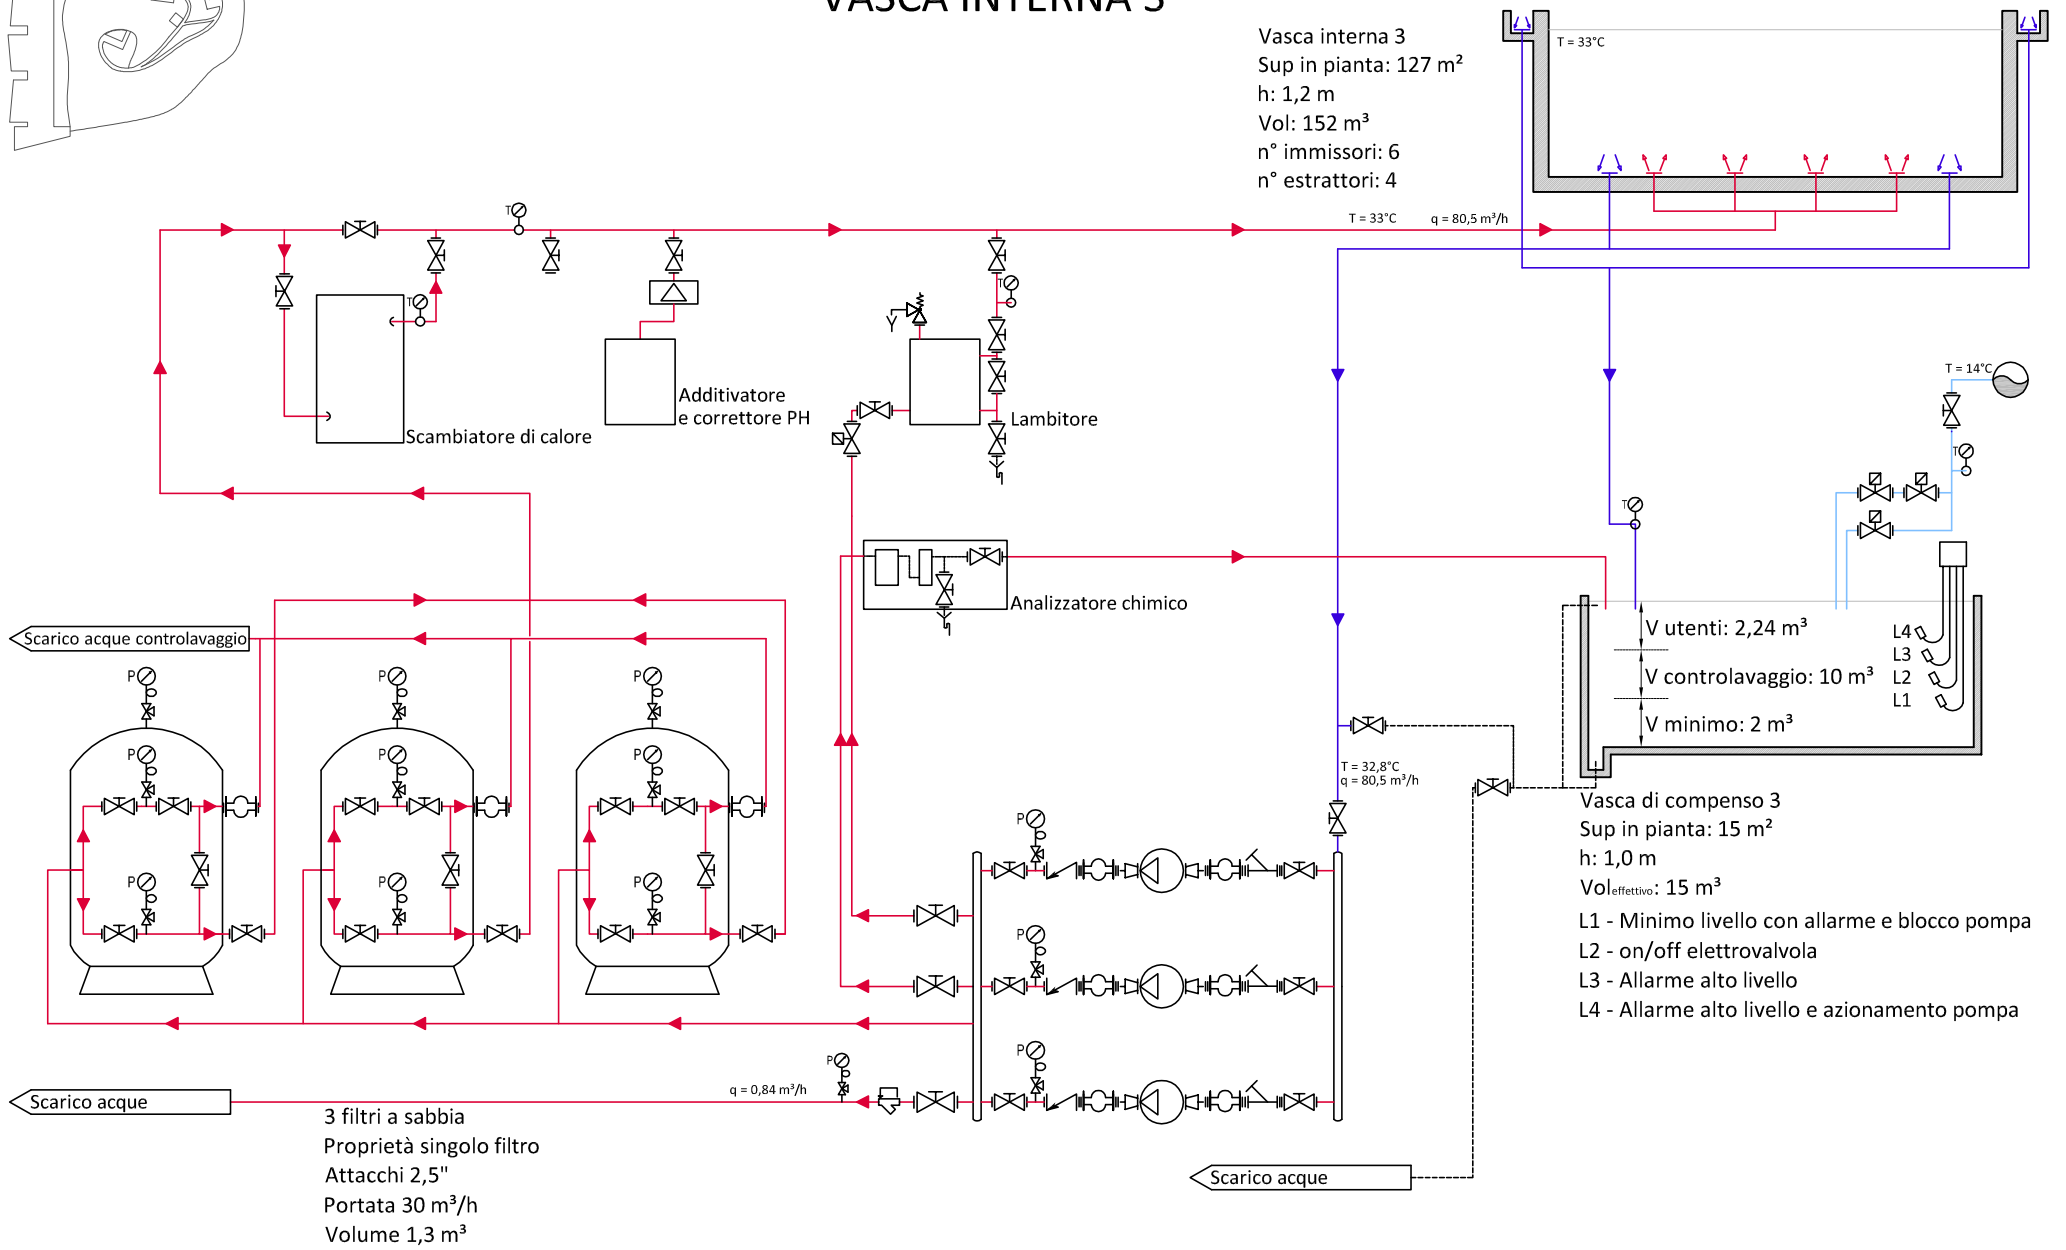 VASCA INTERNA 3
Vasca interna 3
Sup in pianta: 127 m²
h: 1,2 m
Vol: 152 m³
n° immissori: 6
n° estrattori: 4
T = 33°C
T = 33°C
q = 80,5 m³/h
T
T
T
T = 14°C
T
T
Scambiatore di calore
Additivatore
e correttore PH
Lambitore
Analizzatore chimico
Scarico acque controlavaggio
P
P
P
P
P
P
P
P
P
V utenti: 2,24 m³
V controlavaggio: 10 m³
V minimo: 2 m³
L4
L3
L2
L1
T = 32,8°C
q = 80,5 m³/h
P
P
P
P
Vasca di compenso 3
Sup in pianta: 15 m²
h: 1,0 m
Voleffettivo: 15 m³
L1 - Minimo livello con allarme e blocco pompa
L2 - on/off elettrovalvola
L3 - Allarme alto livello
L4 - Allarme alto livello e azionamento pompa
q = 0,84 m³/h
Scarico acque
3 filtri a sabbia
Proprietà singolo filtro
Attacchi 2,5"
Portata 30 m³/h
Volume 1,3 m³
Scarico acque